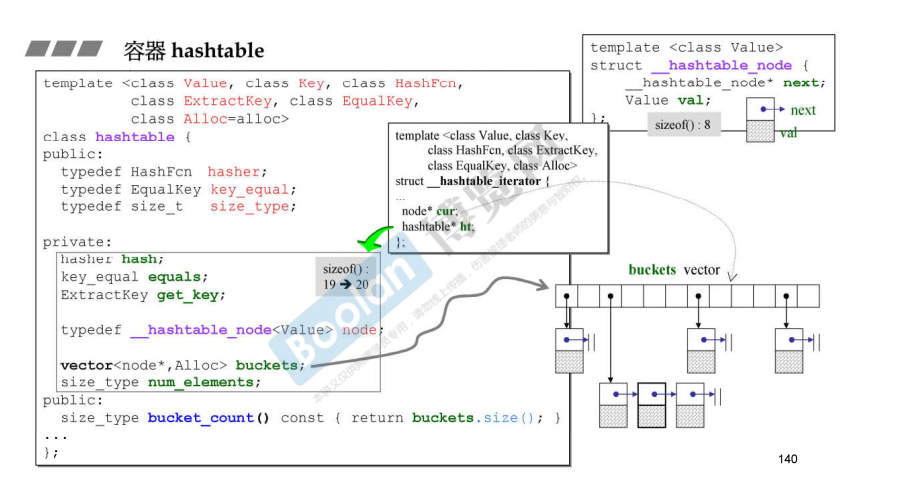 容器 hashtable
template <class Value, class Key, class HashFcn,
class ExtractKey, class EqualKey,
class Alloc=alloc>
class hashtable {
public:
typedef HashFcn hasher;
typedef EqualKey key_equal;
typedef size_t size_type;
private:
hasher hash;
key_equal equals;
ExtractKey get_key;
typedef __hashtable_node<Value> node;
vector<node*,Alloc> buckets;
size_type num_elements;
public:
size_type bucket_count() const { return buckets.size(); }
...
};
sizeof() :
19 → 20
template <class Value, class Key,
class HashFcn, class ExtractKey,
class EqualKey, class Alloc>
struct __hashtable_iterator {
...
node* cur;
hashtable* ht;
};
template <class Value>
struct __hashtable_node {
__hashtable_node* next;
Value val;
};
sizeof() : 8
next
val
buckets vector
Boolan
博览网
140